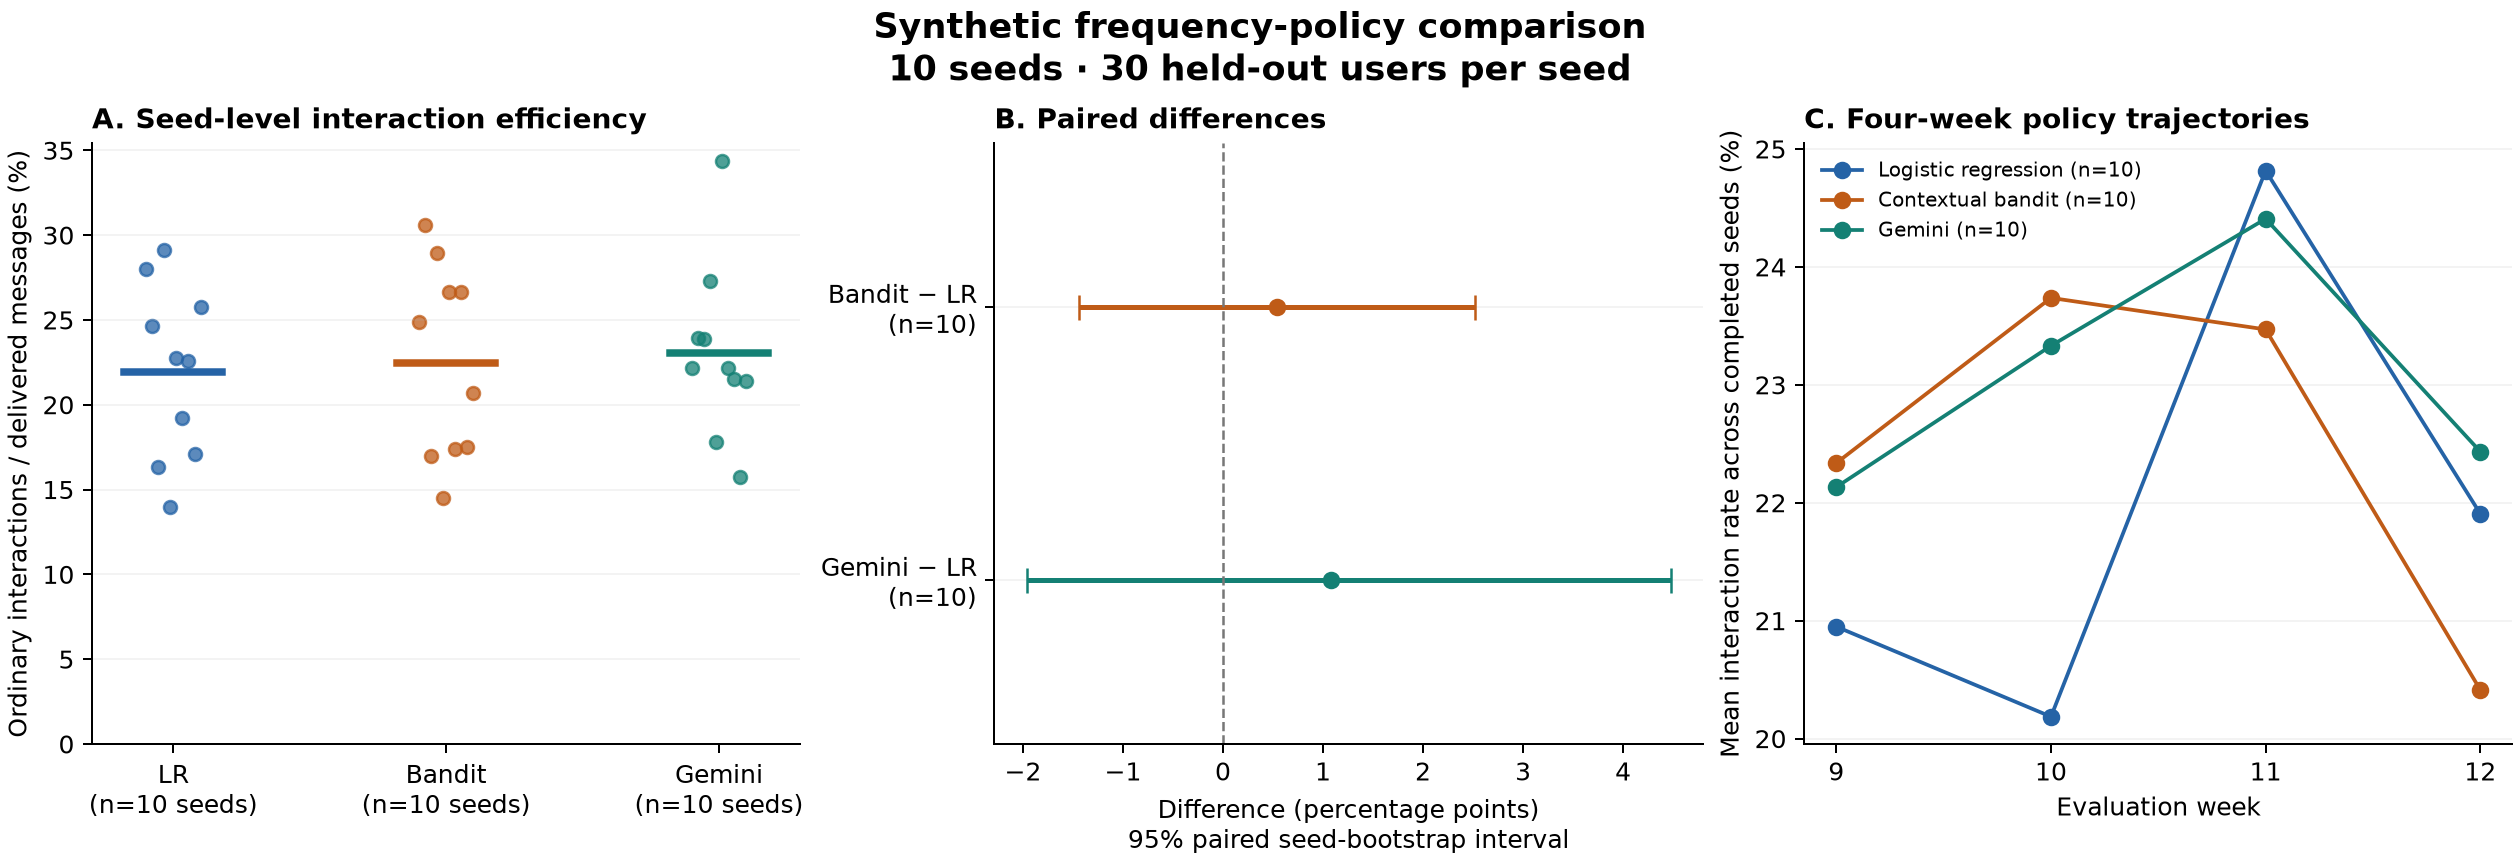 Synthetic frequency-policy comparison
10 seeds · 30 held-out users per seed
A. Seed-level interaction efficiency
Ordinary interactions / delivered messages (%)
35
30
25
20
15
10
5
0
LR
(n=10 seeds)
Bandit
(n=10 seeds)
Gemini
(n=10 seeds)
B. Paired differences
Bandit − LR
(n=10)
Gemini − LR
(n=10)
−2
−1
0
1
2
3
4
Difference (percentage points)
95% paired seed-bootstrap interval
C. Four-week policy trajectories
Mean interaction rate across completed seeds (%)
25
24
23
22
21
20
Logistic regression (n=10)
Contextual bandit (n=10)
Gemini (n=10)
9
10
11
12
Evaluation week